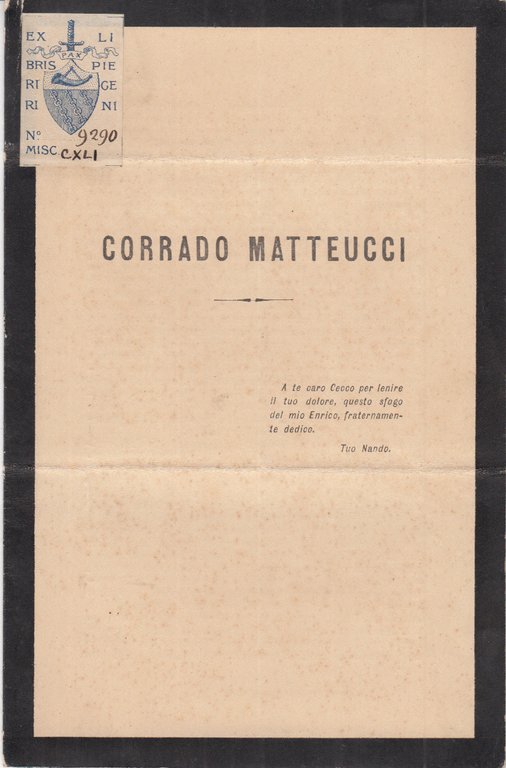 EX LI
PAX
BRIS PIE
RI GE
RI NI
Nº 9290
MISC. CXLI
CORRADO MATTEUCCI
A te caro Cecco per lenire
il tuo dolore, questo sfogo
del mio Enrico, fraternamen-
te dedico.
Tuo Nando.